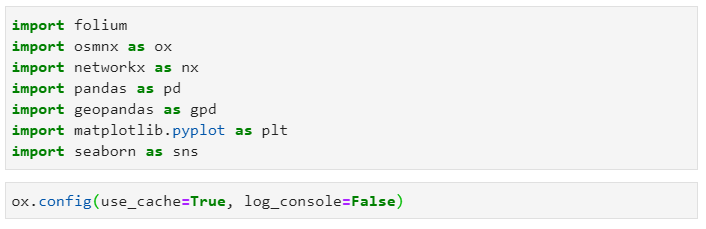 import folium
import osmnx as ox
import networkx as nx
import pandas as pd
import geopandas as gpd
import matplotlib.pyplot as plt
import seaborn as sns
ox.config(use_cache=True, log_console=False)